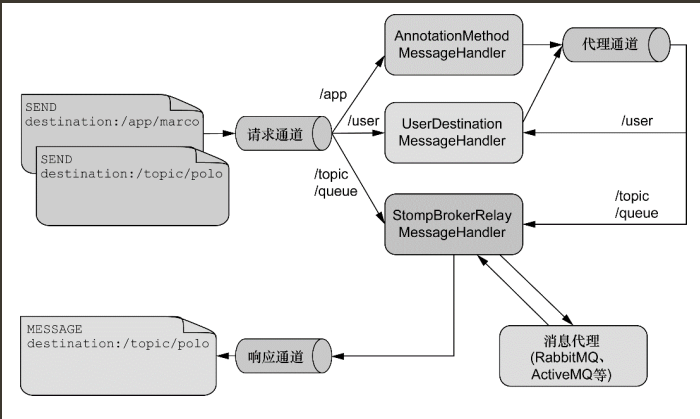 AnnotationMethod
MessageHandler
代理通道
/app
SEND
destination:/app/marco
SEND
destination:/topic/polo
请求通道
/user
UserDestination
MessageHandler
/user
/topic
/queue
StompBrokerRelay
MessageHandler
/topic
/queue
MESSAGE
destination:/topic/polo
响应通道
消息代理
(RabbitMQ、
ActiveMQ等)